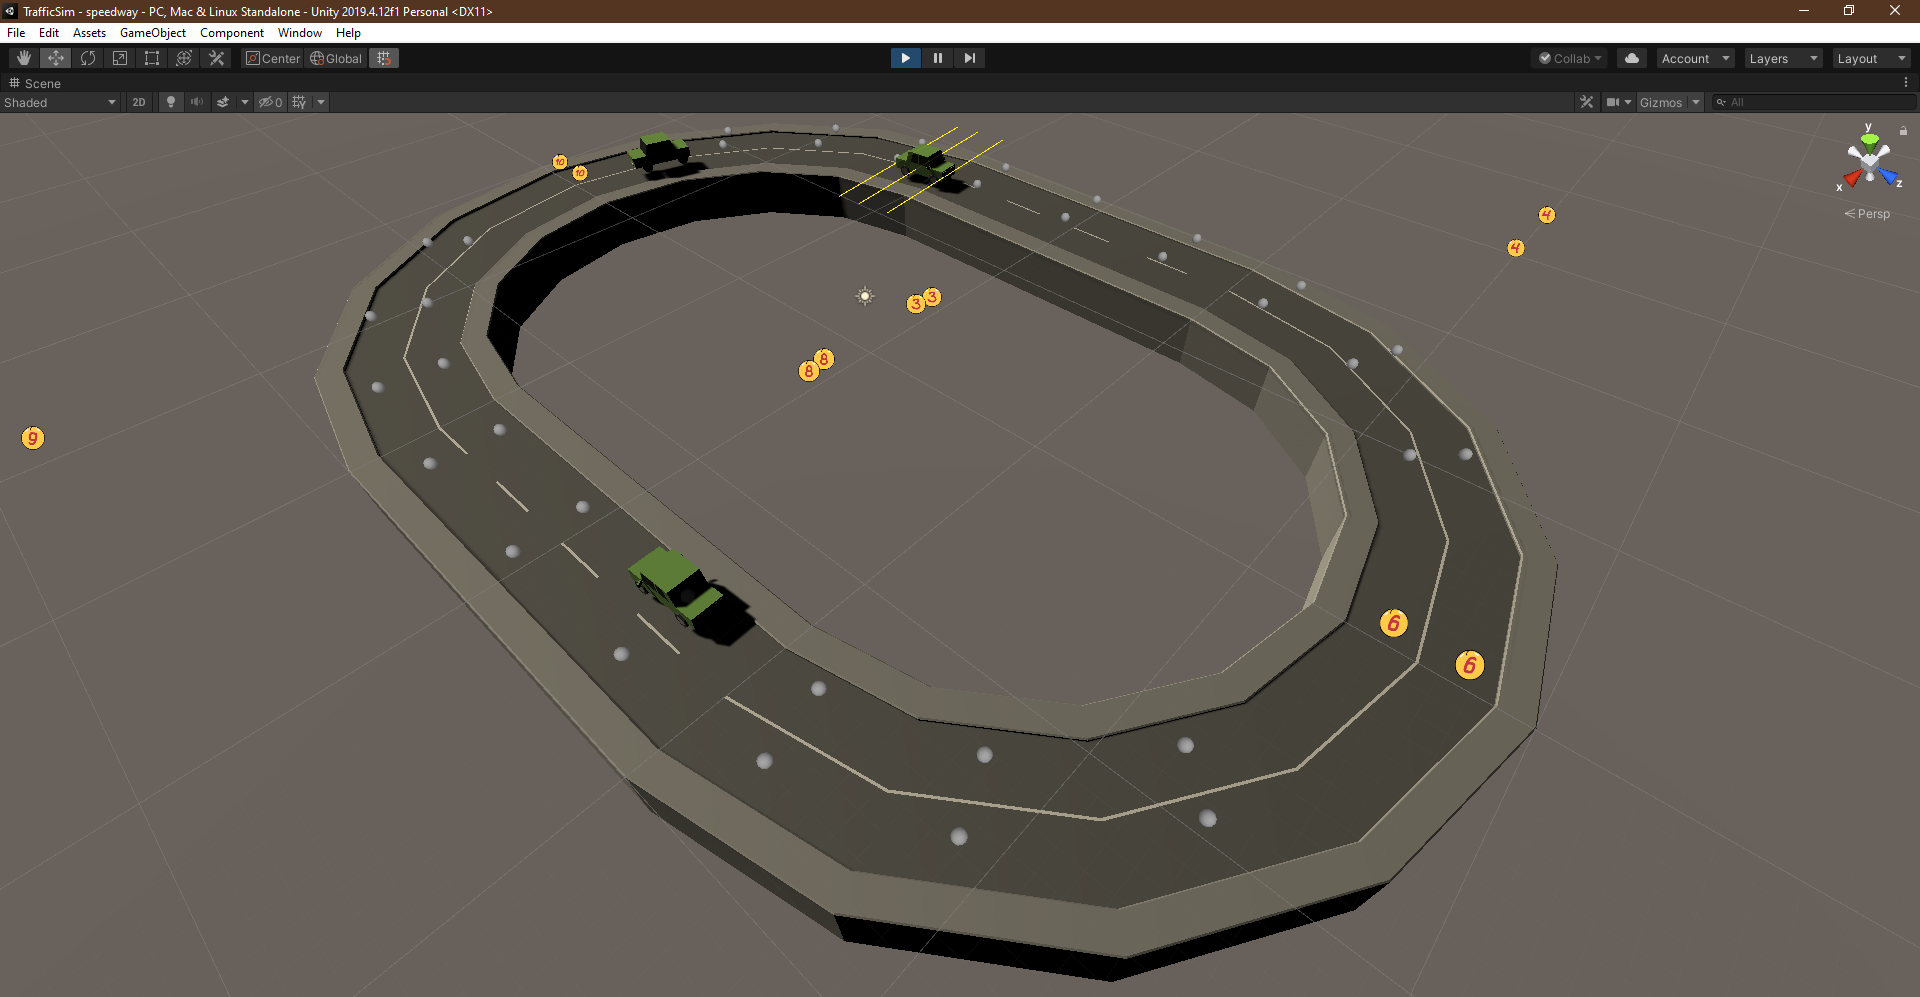 TrafficSim - speedway - PC, Mac & Linux Standalone - Unity 2019.4.12f1 Personal <DX11>
File Edit Assets GameObject Component Window Help
Center Global Collab Account Layers Layout
Scene
Shaded 2D 0 Gizmos All
y
x z
Persp
10
10
4
4
3 3
8 8
9
6
6